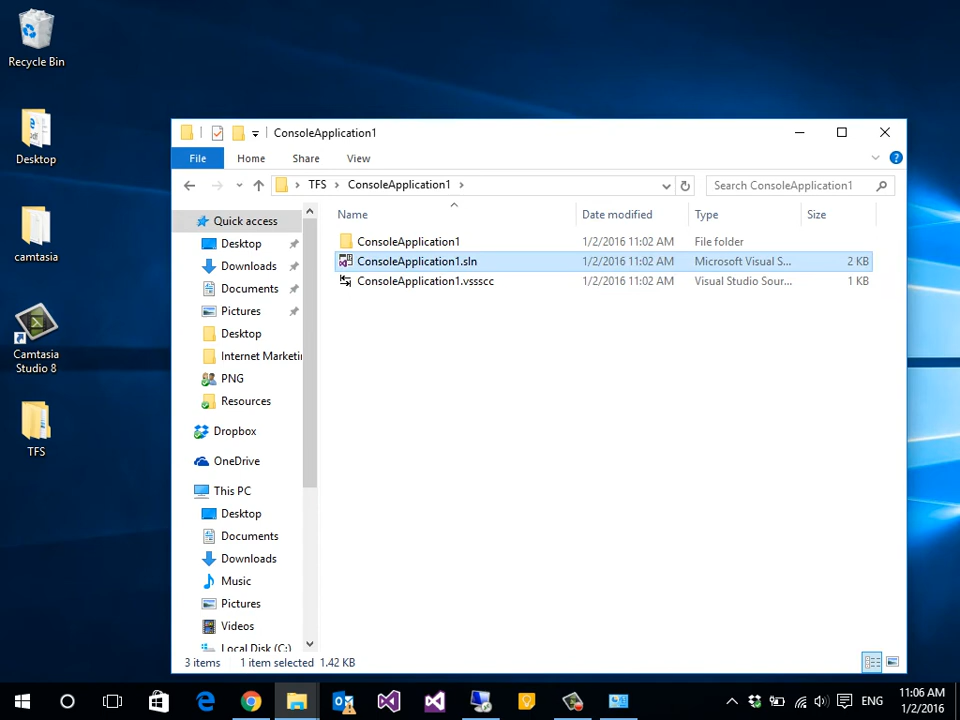 Recycle Bin
Desktop
camtasia
Camtasia
Studio 8
TFS
ConsoleApplication1
File Home Share View
TFS ConsoleApplication1
Search ConsoleApplication1
Name Date modified Type Size
ConsoleApplication1 1/2/2016 11:02 AM File folder
ConsoleApplication1.sln 1/2/2016 11:02 AM Microsoft Visual S... 2 KB
ConsoleApplication1.vssscc 1/2/2016 11:02 AM Visual Studio Sour... 1 KB
Quick access
Desktop
Downloads
Documents
Pictures
Desktop
Internet Marketi
PNG
Resources
Dropbox
OneDrive
This PC
Desktop
Documents
Downloads
Music
Pictures
Videos
Local Disk (C:)
3 items 1 item selected 1.42 KB
ENG
11:06 AM
1/2/2016